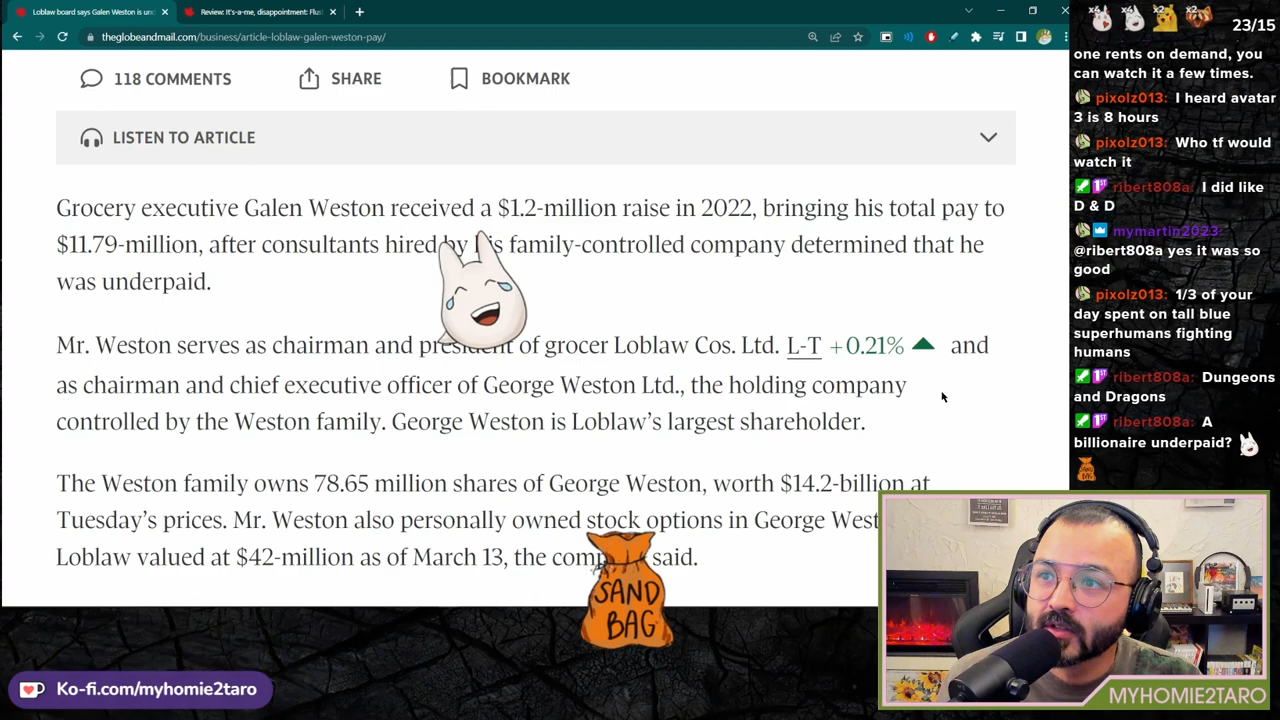 Loblaw board says Galen Weston is un
Review: It's-a-me, disappointment: Flus
theglobeandmail.com/business/article-loblaw-galen-weston-pay/
118 COMMENTS
SHARE
BOOKMARK
LISTEN TO ARTICLE
Grocery executive Galen Weston received a $1.2-million raise in 2022, bringing his total pay to
$11.79-million, after consultants hired by his family-controlled company determined that he
was underpaid.
Mr. Weston serves as chairman and president of grocer Loblaw Cos. Ltd. L-T +0.21% and
as chairman and chief executive officer of George Weston Ltd., the holding company
controlled by the Weston family. George Weston is Loblaw's largest shareholder.
The Weston family owns 78.65 million shares of George Weston, worth $14.2-billion at
Tuesday's prices. Mr. Weston also personally owned stock options in George West
Loblaw valued at $42-million as of March 13, the comp said.
SAND
BAG
Ko-fi.com/myhomie2taro
x4 x4 x2 x2
23/15
one rents on demand, you
can watch it a few times.
pixolz013: I heard avatar
3 is 8 hours
pixolz013: Who tf would
watch it
ribert808a: I did like
D & D
mymartin2023:
@ribert808a yes it was so
good
pixolz013: 1/3 of your
day spent on tall blue
superhumans fighting
humans
ribert808a: Dungeons
and Dragons
ribert808a: A
billionaire underpaid?
MYHOMIE2TARO